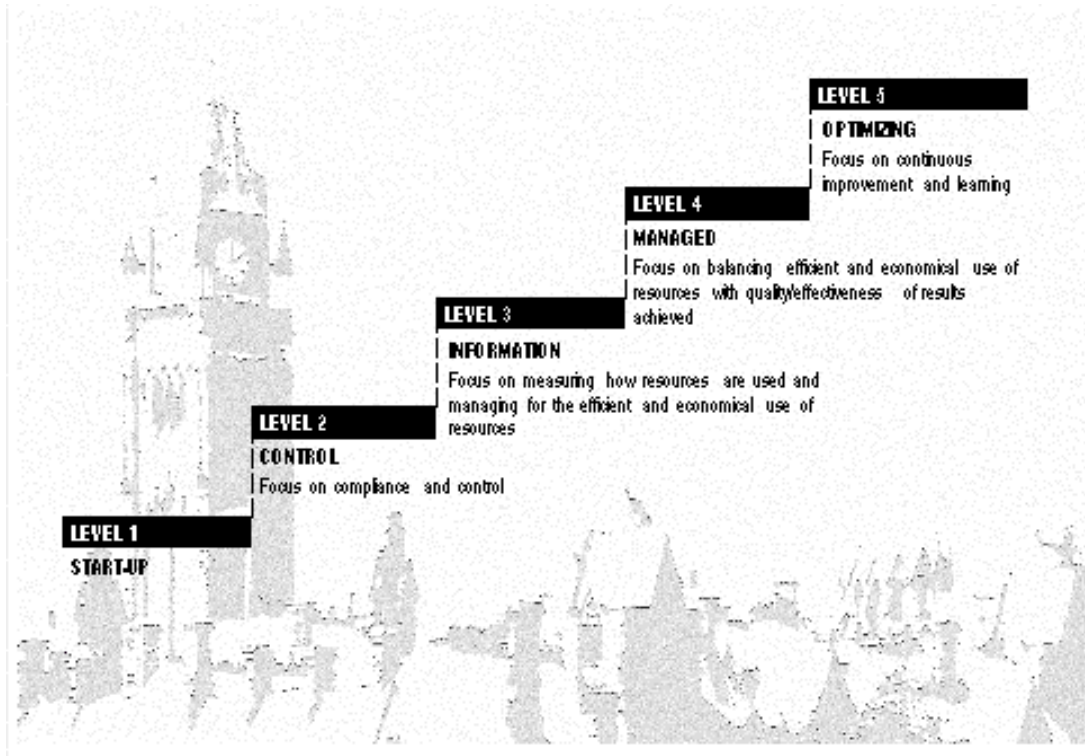 LEVEL 5
OPTIMIZING
Focus on continuous
improvement and learning
LEVEL 4
MANAGED
Focus on balancing efficient and economical use of
resources with quality/effectiveness of results
achieved
LEVEL 3
INFORMATION
Focus on measuring how resources are used and
managing for the efficient and economical use of
resources
LEVEL 2
CONTROL
Focus on compliance and control
LEVEL 1
START-UP